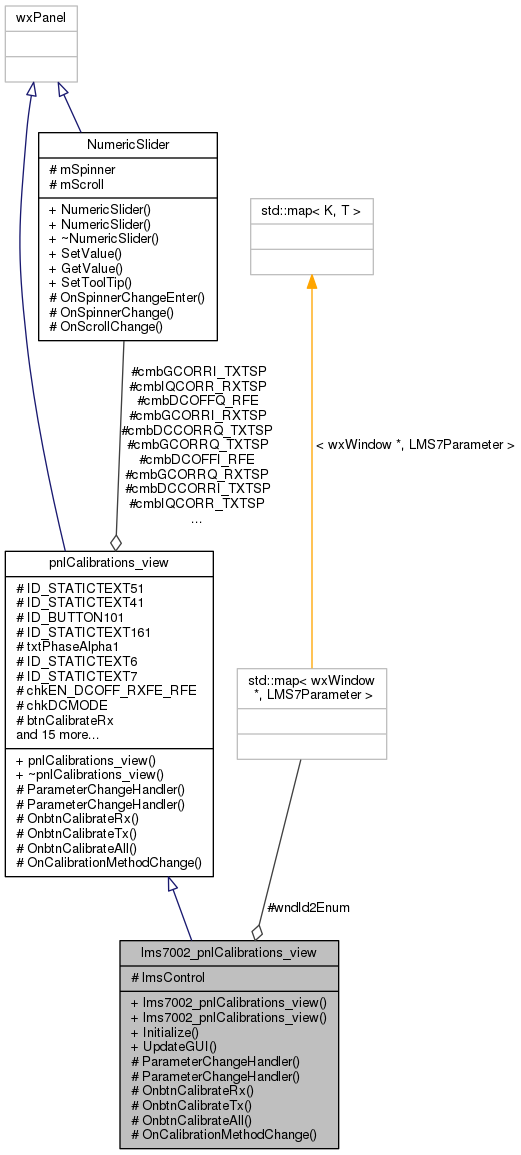 wxPanel
NumericSlider
# mSpinner
# mScroll
+ NumericSlider()
+ NumericSlider()
+ ~NumericSlider()
+ SetValue()
+ GetValue()
+ SetToolTip()
# OnSpinnerChangeEnter()
# OnSpinnerChange()
# OnScrollChange()
std::map< K, T >
#cmbGCORRI_TXTSP
#cmbIQCORR_RXTSP
#cmbDCOFFQ_RFE
#cmbGCORRI_RXTSP
#cmbDCCORRQ_TXTSP
#cmbGCORRQ_TXTSP
#cmbDCOFFI_RFE
#cmbGCORRQ_RXTSP
#cmbDCCORRI_TXTSP
#cmbIQCORR_TXTSP
...
< wxWindow *, LMS7Parameter >
pnlCalibrations_view
# ID_STATICTEXT51
# ID_STATICTEXT41
# ID_BUTTON101
# ID_STATICTEXT161
# txtPhaseAlpha1
# ID_STATICTEXT6
# ID_STATICTEXT7
# chkEN_DCOFF_RXFE_RFE
# chkDCMODE
# btnCalibrateRx
and 15 more...
+ pnlCalibrations_view()
+ ~pnlCalibrations_view()
# ParameterChangeHandler()
# ParameterChangeHandler()
# OnbtnCalibrateRx()
# OnbtnCalibrateTx()
# OnbtnCalibrateAll()
# OnCalibrationMethodChange()
std::map< wxWindow
*, LMS7Parameter >
#wndId2Enum
lms7002_pnlCalibrations_view
# lmsControl
+ lms7002_pnlCalibrations_view()
+ lms7002_pnlCalibrations_view()
+ Initialize()
+ UpdateGUI()
# ParameterChangeHandler()
# ParameterChangeHandler()
# OnbtnCalibrateRx()
# OnbtnCalibrateTx()
# OnbtnCalibrateAll()
# OnCalibrationMethodChange()